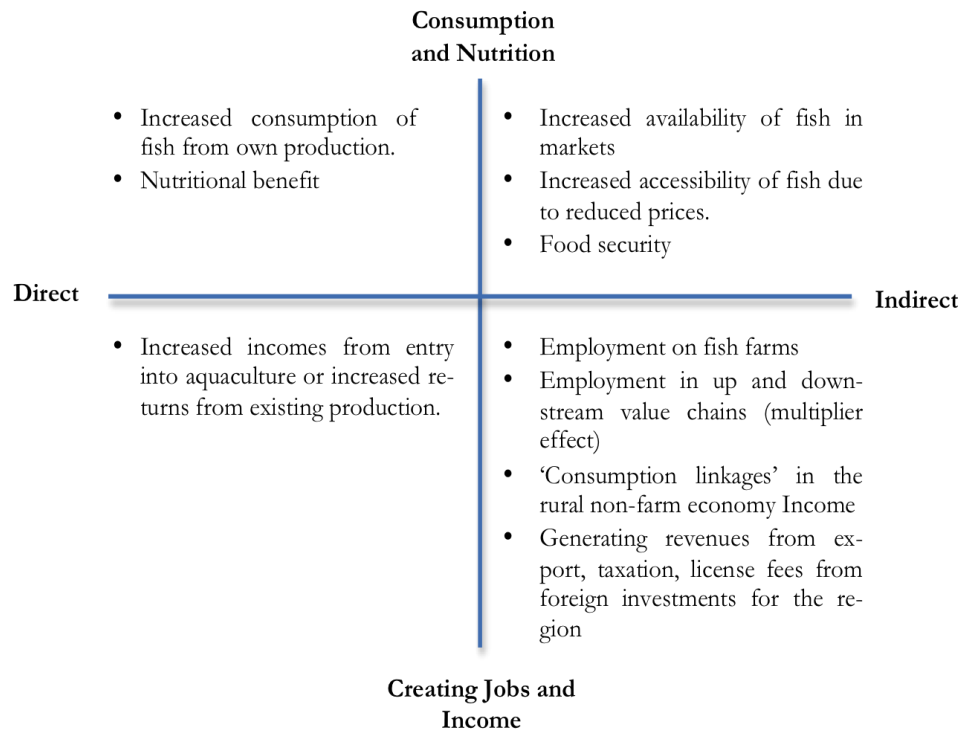 Consumption
and Nutrition
• Increased consumption of
fish from own production.
• Nutritional benefit
• Increased availability of fish in
markets
• Increased accessibility of fish due
to reduced prices.
• Food security
Direct
Indirect
• Increased incomes from entry
into aquaculture or increased re-
turns from existing production.
• Employment on fish farms
• Employment in up and down-
stream value chains (multiplier
effect)
• ‘Consumption linkages’ in the
rural non-farm economy Income
• Generating revenues from ex-
port, taxation, license fees from
foreign investments for the re-
gion
Creating Jobs and
Income